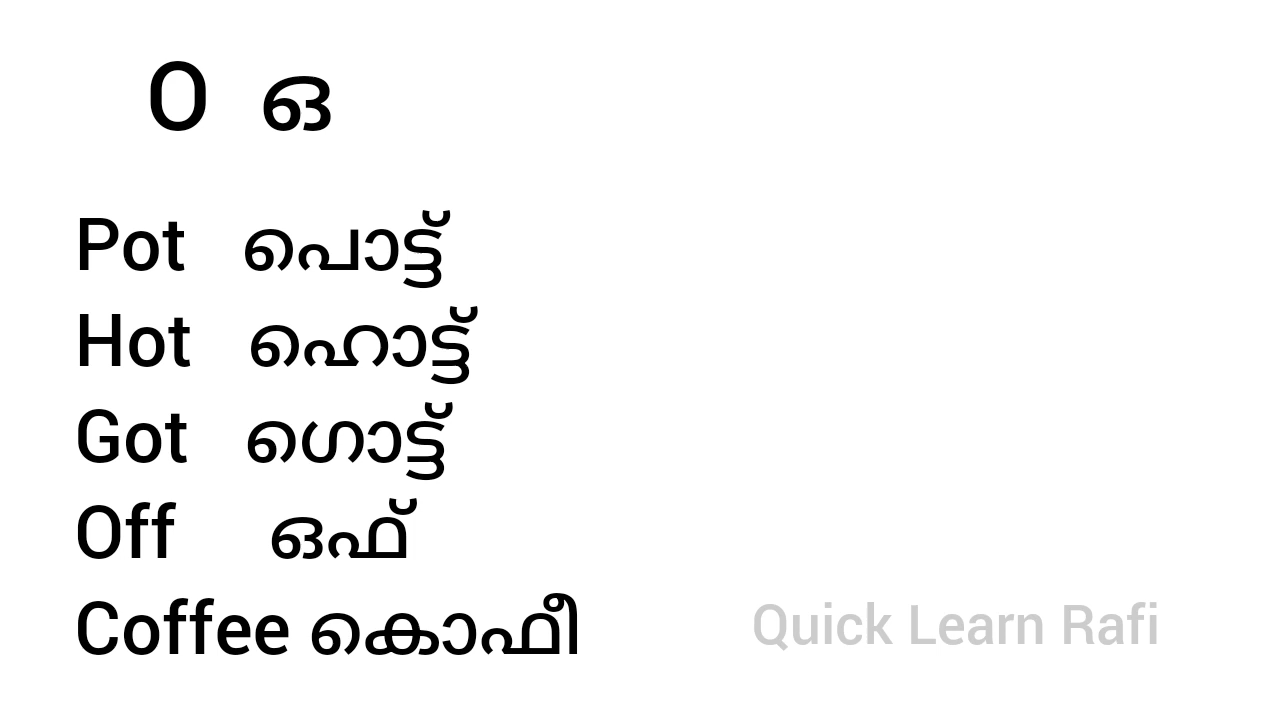 O ഒ
Pot പൊട്ട്
Hot ഹൊട്ട്
Got ഗൊട്ട്
Off ഒഫ്
Coffee കൊഫീ
Quick Learn Rafi